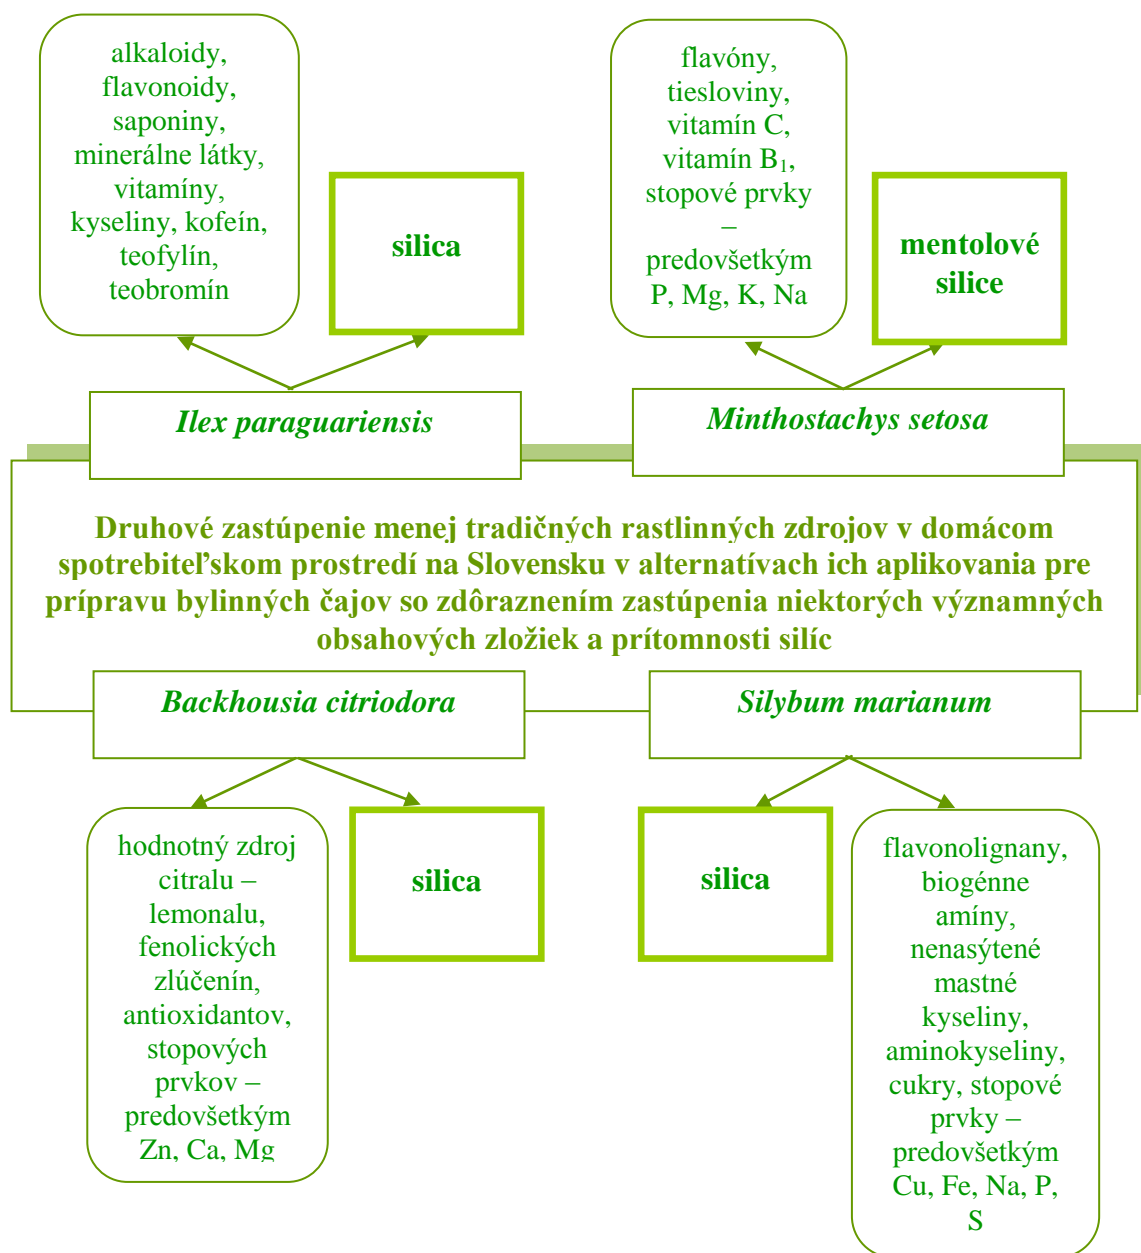 alkaloidy,
flavonoidy,
saponiny,
minerálne látky,
vitamíny,
kyseliny, kofeín,
teofylín,
teobromín
silica
flavóny,
tiesloviny,
vitamín C,
vitamín B₁,
stopové prvky
–
predovšetkým
P, Mg, K, Na
mentolové
silice
Ilex paraguariensis
Minthostachys setosa
Druhové zastúpenie menej tradičných rastlinných zdrojov v domácom
spotrebiteľskom prostredí na Slovensku v alternatívach ich aplikovania pre
prípravu bylinných čajov so zdôraznením zastúpenia niektorých významných
obsahových zložiek a prítomnosti silíc
Backhousia citriodora
Silybum marianum
hodnotný zdroj
citralu –
lemonalu,
fenolických
zlúčenín,
antioxidantov,
stopových
prvkov –
predovšetkým
Zn, Ca, Mg
silica
silica
flavonolignany,
biogénne
amíny,
nenasýtené
mastné
kyseliny,
aminokyseliny,
cukry, stopové
prvky –
predovšetkým
Cu, Fe, Na, P,
S